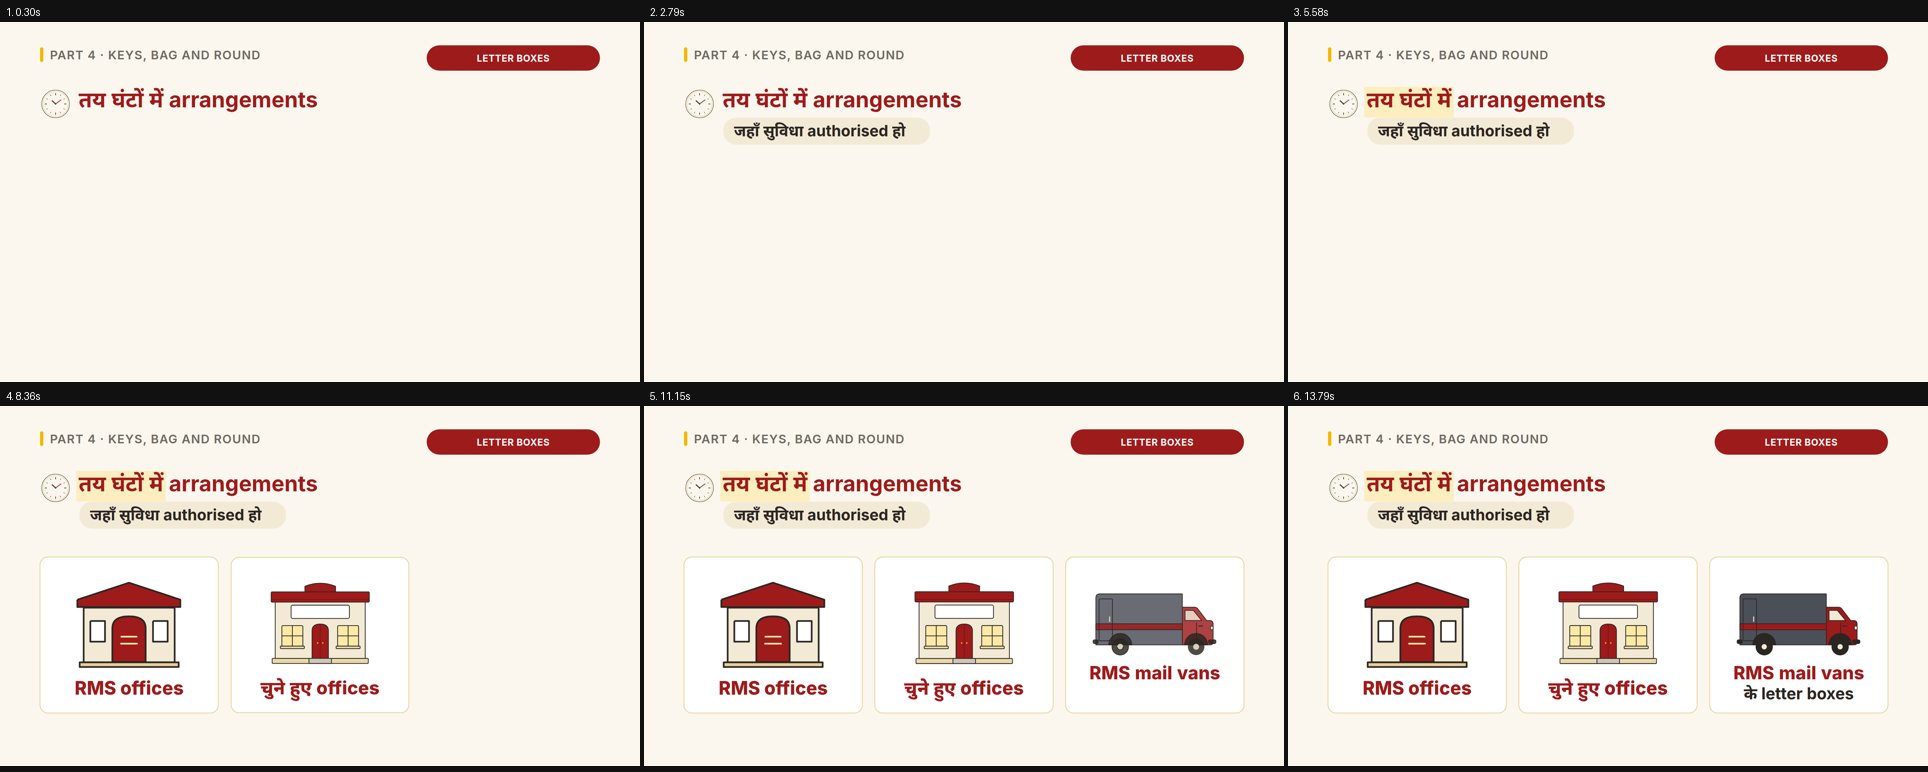 1. 0.30s
PART 4 · KEYS, BAG AND ROUND
LETTER BOXES
तय घंटों में arrangements
2. 2.79s
PART 4 · KEYS, BAG AND ROUND
LETTER BOXES
तय घंटों में arrangements
जहाँ सुविधा authorised हो
3. 5.58s
PART 4 · KEYS, BAG AND ROUND
LETTER BOXES
तय घंटों में arrangements
जहाँ सुविधा authorised हो
4. 8.36s
PART 4 · KEYS, BAG AND ROUND
LETTER BOXES
तय घंटों में arrangements
जहाँ सुविधा authorised हो
RMS offices
चुने हुए offices
5. 11.15s
PART 4 · KEYS, BAG AND ROUND
LETTER BOXES
तय घंटों में arrangements
जहाँ सुविधा authorised हो
RMS offices
चुने हुए offices
RMS mail vans
6. 13.79s
PART 4 · KEYS, BAG AND ROUND
LETTER BOXES
तय घंटों में arrangements
जहाँ सुविधा authorised हो
RMS offices
चुने हुए offices
RMS mail vans
के letter boxes